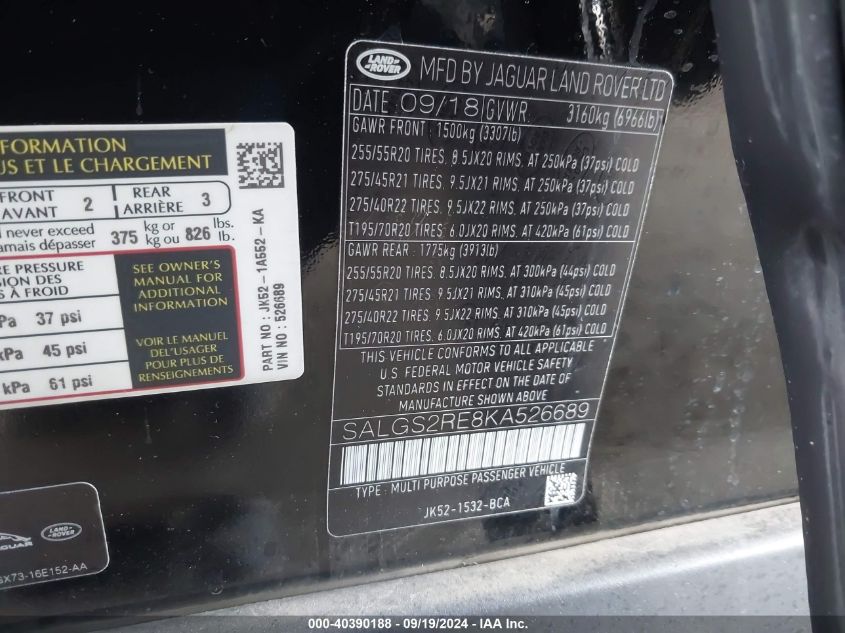 LAND ROVER
MFD BY JAGUAR LAND ROVER LTD
DATE 09/18 GVWR 3160kg (6966lb)
GAWR FRONT : 1500kg (3307lb)
255/55R20 TIRES. 8.5JX20 RIMS. AT 250kPa (37psi) COLD
275/45R21 TIRES. 9.5JX21 RIMS. AT 250kPa (37psi) COLD
275/40R22 TIRES. 9.5JX22 RIMS. AT 250kPa (37psi) COLD
T195/70R20 TIRES. 6.0JX20 RIMS. AT 420kPa (61psi) COLD
GAWR REAR : 1775kg (3913lb)
255/55R20 TIRES. 8.5JX20 RIMS. AT 300kPa (44psi) COLD
275/45R21 TIRES. 9.5JX21 RIMS. AT 310kPa (45psi) COLD
275/40R22 TIRES. 9.5JX22 RIMS. AT 310kPa (45psi) COLD
T195/70R20 TIRES. 6.0JX20 RIMS. AT 420kPa (61psi) COLD
THIS VEHICLE CONFORMS TO ALL APPLICABLE
U.S. FEDERAL MOTOR VEHICLE SAFETY
STANDARDS IN EFFECT ON THE DATE OF
MANUFACTURE SHOWN ABOVE
SALGS2RE8KA526689
TYPE : MULTI PURPOSE PASSENGER VEHICLE
JK52-1532-BCA
FORMATION
US ET LE CHARGEMENT
FRONT 2 REAR 3
AVANT ARRIÈRE
never exceed 375 kg or 826 lbs.
amais dépasser kg ou lb.
RE PRESSURE
SION DES
À FROID
Pa 37 psi
kPa 45 psi
kPa 61 psi
SEE OWNER'S
MANUAL FOR
ADDITIONAL
INFORMATION
VOIR LE MANUEL
DEL'USAGER
POUR PLUS DE
RENSEIGNEMENTS
PART NO : JK52-1A552-KA
VIN NO : 526689
JAGUAR
LAND ROVER
X73-16E152-AA
000-40390188 - 09/19/2024 - IAAI.com